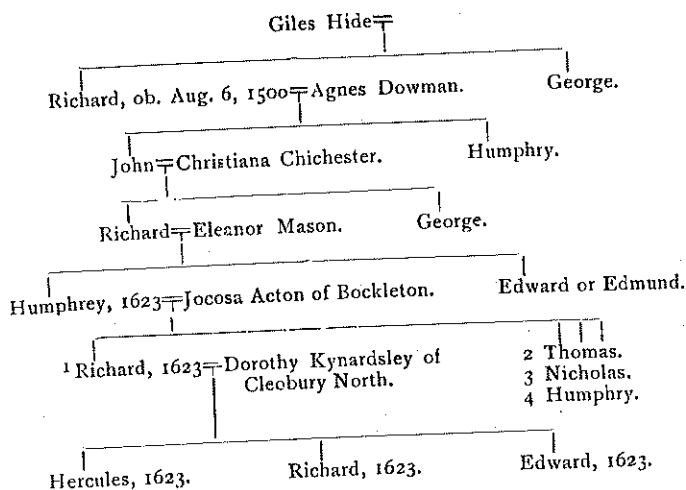 Giles Hide
Richard, ob. Aug. 6, 1500 Agnes Dowman. George.
John Christiana Chichester. Humphry.
Richard Eleanor Mason. George.
Humphrey, 1623 Jocosa Acton of Bockleton. Edward or Edmund.
1 Richard, 1623 Dorothy Kynardsley of
Cleobury North.
2 Thomas.
3 Nicholas.
4 Humphry.
Hercules, 1623. Richard, 1623. Edward, 1623.